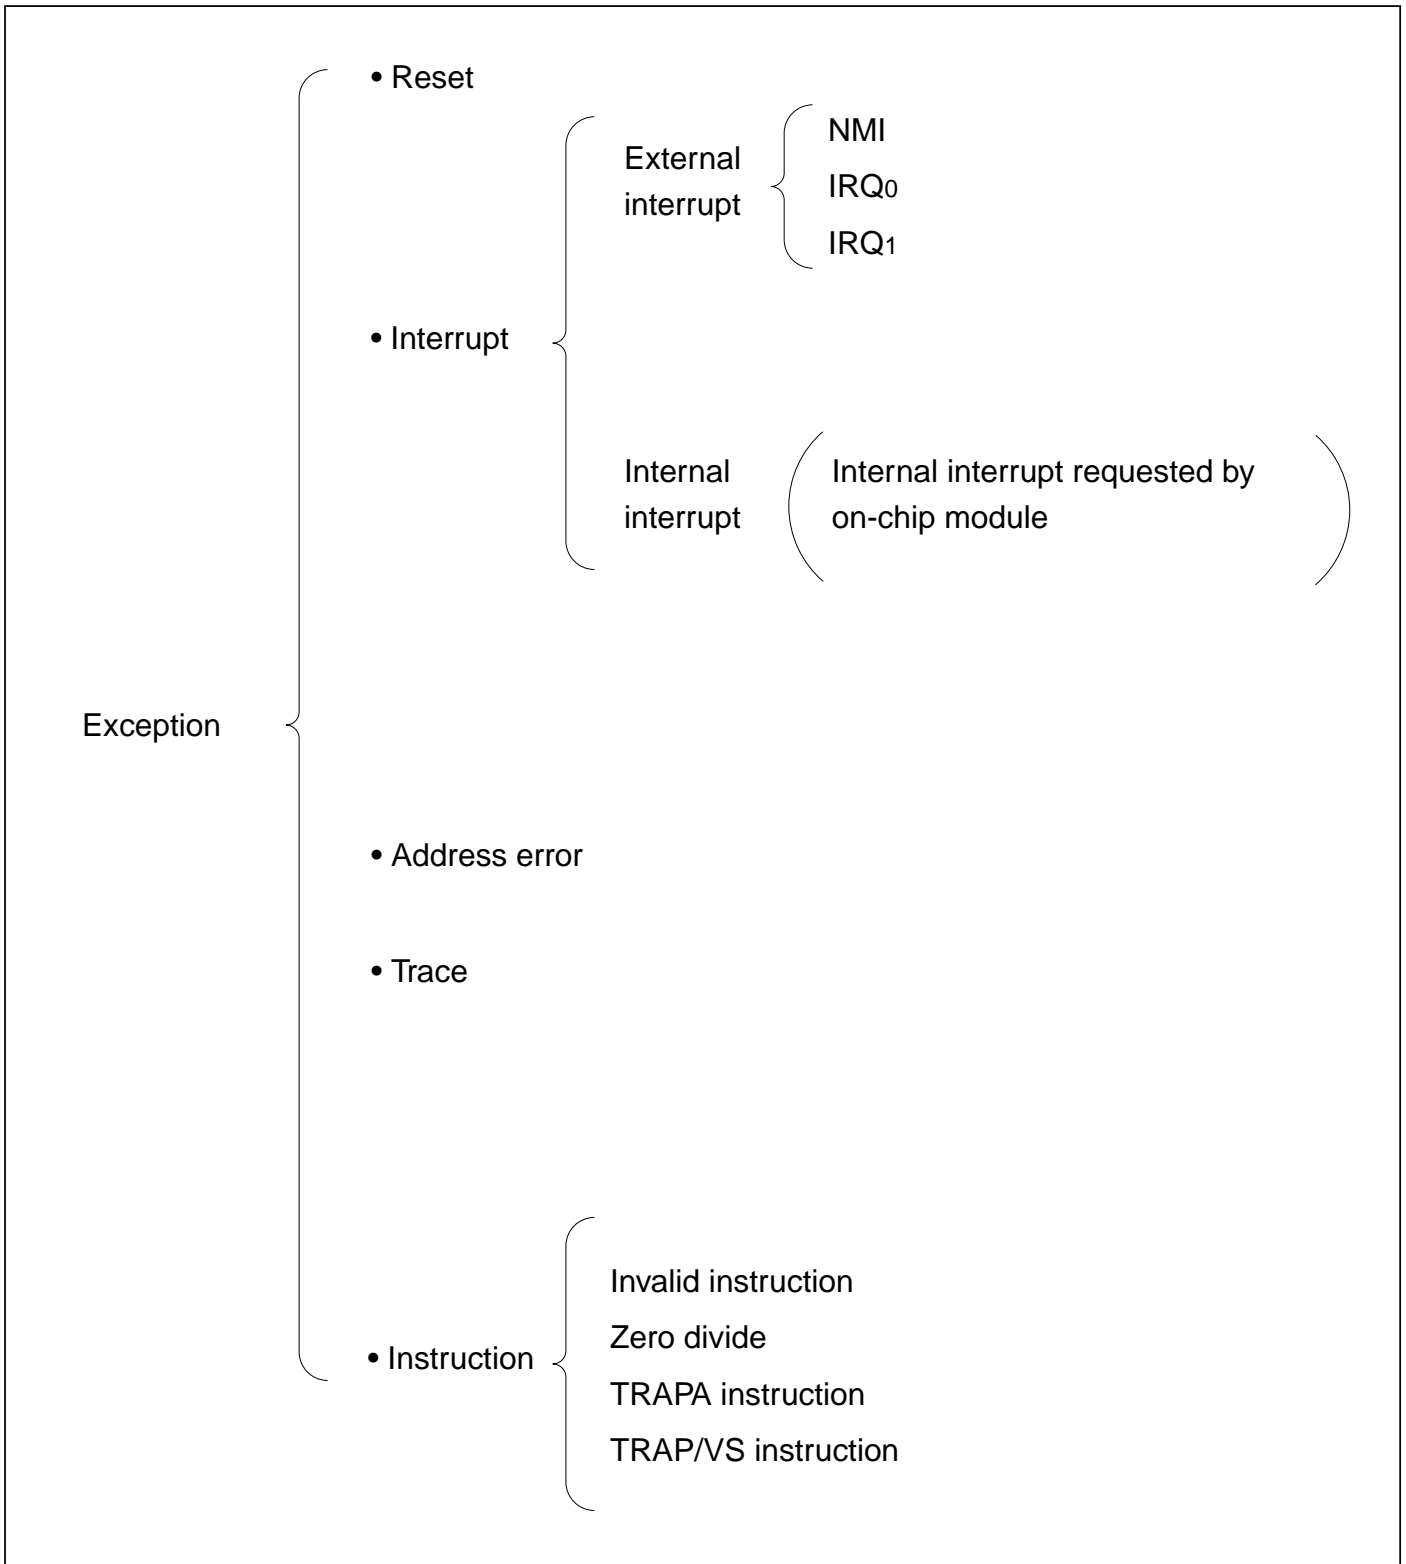 • Reset
External
interrupt
NMI
IRQ0
IRQ1
• Interrupt
Internal
interrupt
Internal interrupt requested by
on-chip module
Exception
• Address error
• Trace
• Instruction
Invalid instruction
Zero divide
TRAPA instruction
TRAP/VS instruction